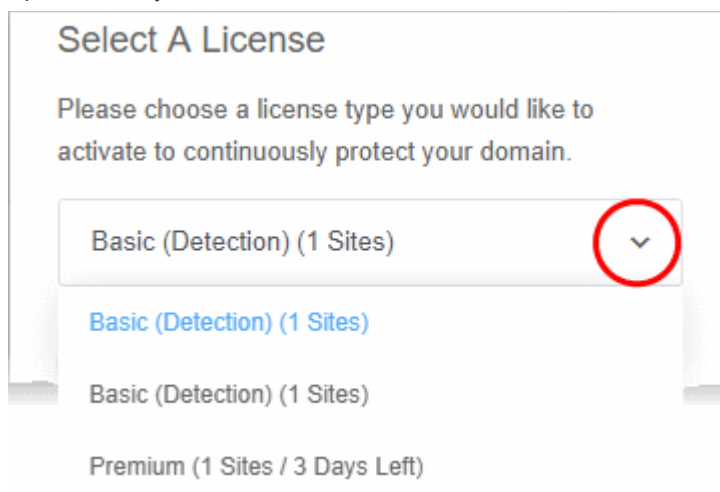 Select A License
Please choose a license type you would like to
activate to continuously protect your domain.
Basic (Detection) (1 Sites)
Basic (Detection) (1 Sites)
Basic (Detection) (1 Sites)
Premium (1 Sites / 3 Days Left)